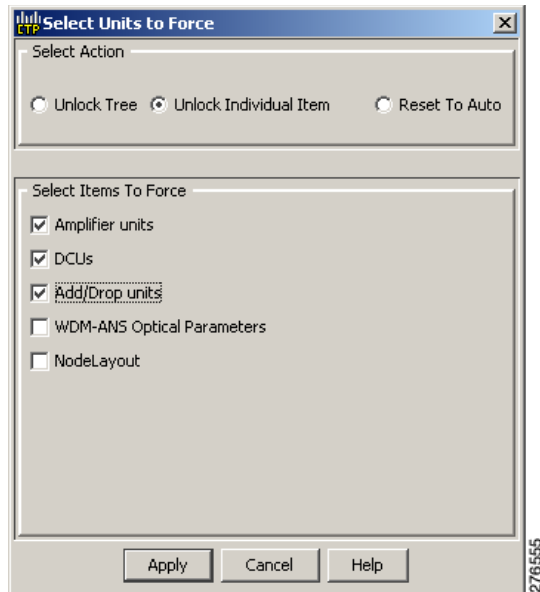 CTP Select Units to Force
Select Action
Unlock Tree Unlock Individual Item Reset To Auto
Select Items To Force
Amplifier units
DCUs
Add/Drop units
WDM-ANS Optical Parameters
NodeLayout
Apply Cancel Help
276555